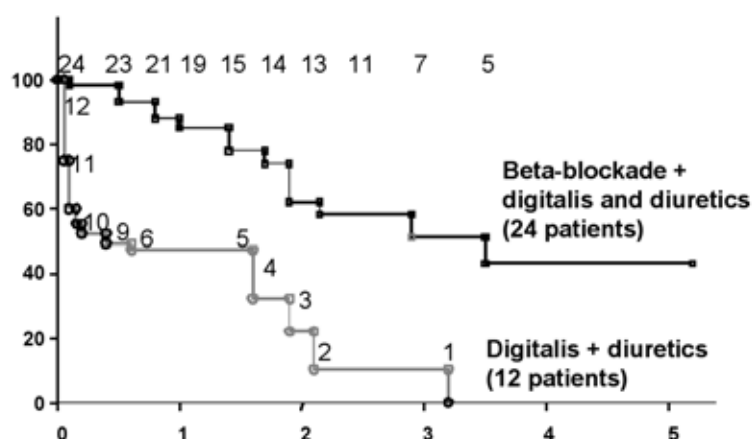 24 23 21 19 15 14 13 11 7 5
100
12
80
11
60
10 9 6 5
40
4
3
20
2 1
0
0 1 2 3 4 5
Beta-blockade +
digitalis and diuretics
(24 patients)
Digitalis + diuretics
(12 patients)